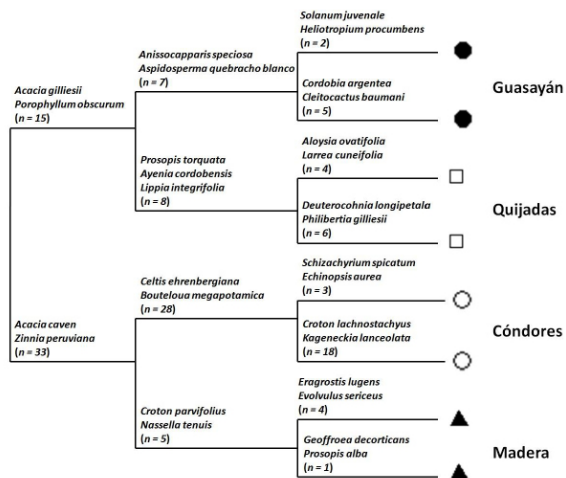 Solanum juvenale
Heliotropium procumbens
(n = 2)
Anissocapparis speciosa
Aspidosperma quebracho blanco
(n = 7)
Guasayán
Acacia gilliesii
Porophyllum obscurum
(n = 15)
Cordobia argentea
Cleitocactus baumani
(n = 5)
Aloysia ovatifolia
Larrea cuneifolia
(n = 4)
Prosopis torquata
Ayenia cordobensis
Lippia integrifolia
(n = 8)
Quijadas
Deuterocohnia longipetala
Philibertia gilliesii
(n = 6)
Schizachyrium spicatum
Echinopsis aurea
(n = 3)
Celtis ehrenbergiana
Bouteloua megapotamica
(n = 28)
Cóndores
Acacia caven
Zinnia peruviana
(n = 33)
Croton lachnostachyus
Kageneckia lanceolata
(n = 18)
Eragrostis lugens
Evolvulus sericeus
(n = 4)
Croton parvifolius
Nassella tenuis
(n = 5)
Geoffroea decorticans
Prosopis alba
(n = 1)
Madera